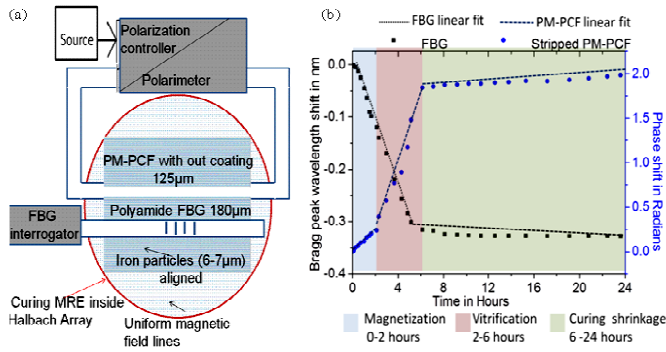 (a)
Source
Polarization
controller
Polarimeter
PM-PCF with out coating
125µm
Polyamide FBG 180µm
FBG
interrogator
Iron particles (6-7µm)
aligned
Curing MRE inside
Halbach Array
Uniform magnetic
field lines
(b)
FBG linear fit
PM-PCF linear fit
FBG
Stripped PM-PCF
Bragg peak wavelength shift in nm
0.0
-0.1
-0.2
-0.3
-0.4
Phase shift in Radians
2.0
1.5
1.0
0.5
0.0
0
4
8
12
16
20
24
Time in Hours
Magnetization
0-2 hours
Vitrification
2-6 hours
Curing shrinkage
6-24 hours